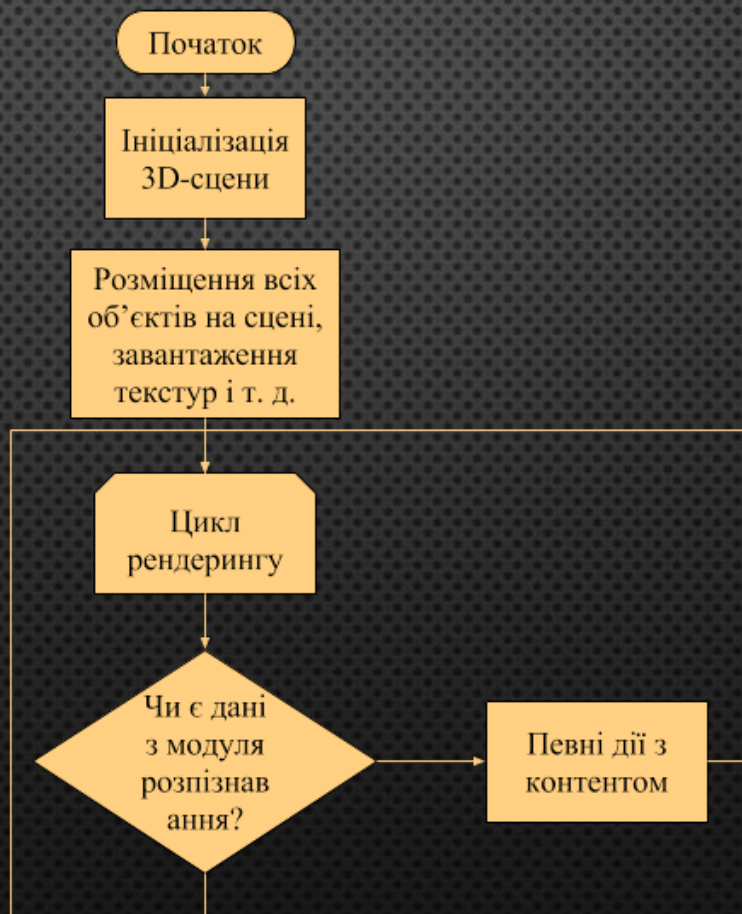 Початок
Ініціалізація
3D-сцени
Розміщення всіх
об’єктів на сцені,
завантаження
текстур і т. д.
Цикл
рендерингу
Чи є дані
з модуля
розпізнав
ання?
Певні дії з
контентом